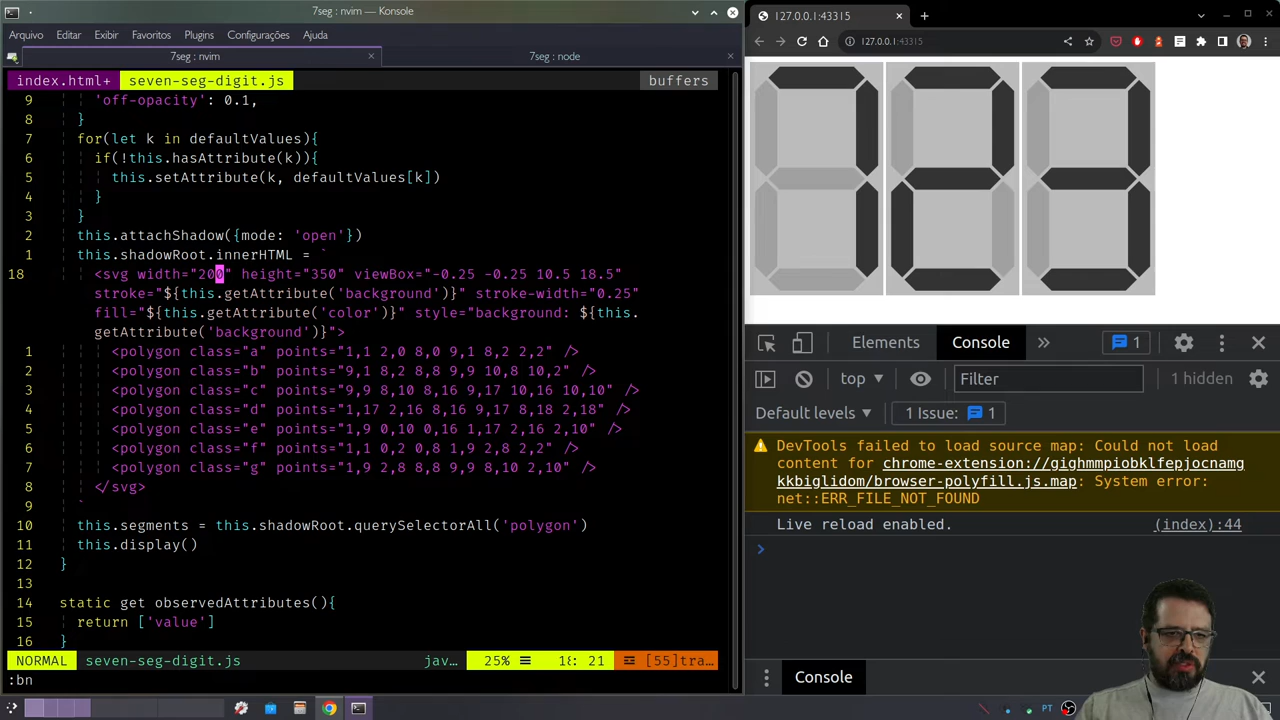 7seg : nvim — Konsole
Arquivo Editar Exibir Favoritos Plugins Configurações Ajuda
7seg : nvim
7seg : node
index.html+ seven-seg-digit.js buffers
9 'off-opacity': 0.1,
8 }
7 for(let k in defaultValues){
6 if(!this.hasAttribute(k)){
5 this.setAttribute(k, defaultValues[k])
4 }
3 }
2 this.attachShadow({mode: 'open'})
1 this.shadowRoot.innerHTML = `
18 <svg width="200" height="350" viewBox="-0.25 -0.25 10.5 18.5"
stroke="${this.getAttribute('background')}" stroke-width="0.25"
fill="${this.getAttribute('color')}" style="background: ${this.
getAttribute('background')}">
1 <polygon class="a" points="1,1 2,0 8,0 9,1 8,2 2,2" />
2 <polygon class="b" points="9,1 8,2 8,8 9,9 10,8 10,2" />
3 <polygon class="c" points="9,9 8,10 8,16 9,17 10,16 10,10" />
4 <polygon class="d" points="1,17 2,16 8,16 9,17 8,18 2,18" />
5 <polygon class="e" points="1,9 0,10 0,16 1,17 2,16 2,10" />
6 <polygon class="f" points="1,1 0,2 0,8 1,9 2,8 2,2" />
7 <polygon class="g" points="1,9 2,8 8,8 9,9 8,10 2,10" />
8 </svg>
9 `
10 this.segments = this.shadowRoot.querySelectorAll('polygon')
11 this.display()
12 }
13
14 static get observedAttributes(){
15 return ['value']
16 }
NORMAL seven-seg-digit.js jav… 25% 18: 21 [55]tra…
:bn
127.0.0.1:43315
127.0.0.1:43315
723
Elements Console » 1
top Filter 1 hidden
Default levels 1 Issue: 1
DevTools failed to load source map: Could not load
content for chrome-extension://gighmmpiobklfepjocnamg
kkbiglidom/browser-polyfill.js.map: System error:
net::ERR_FILE_NOT_FOUND
Live reload enabled. (index):44
Console
PT